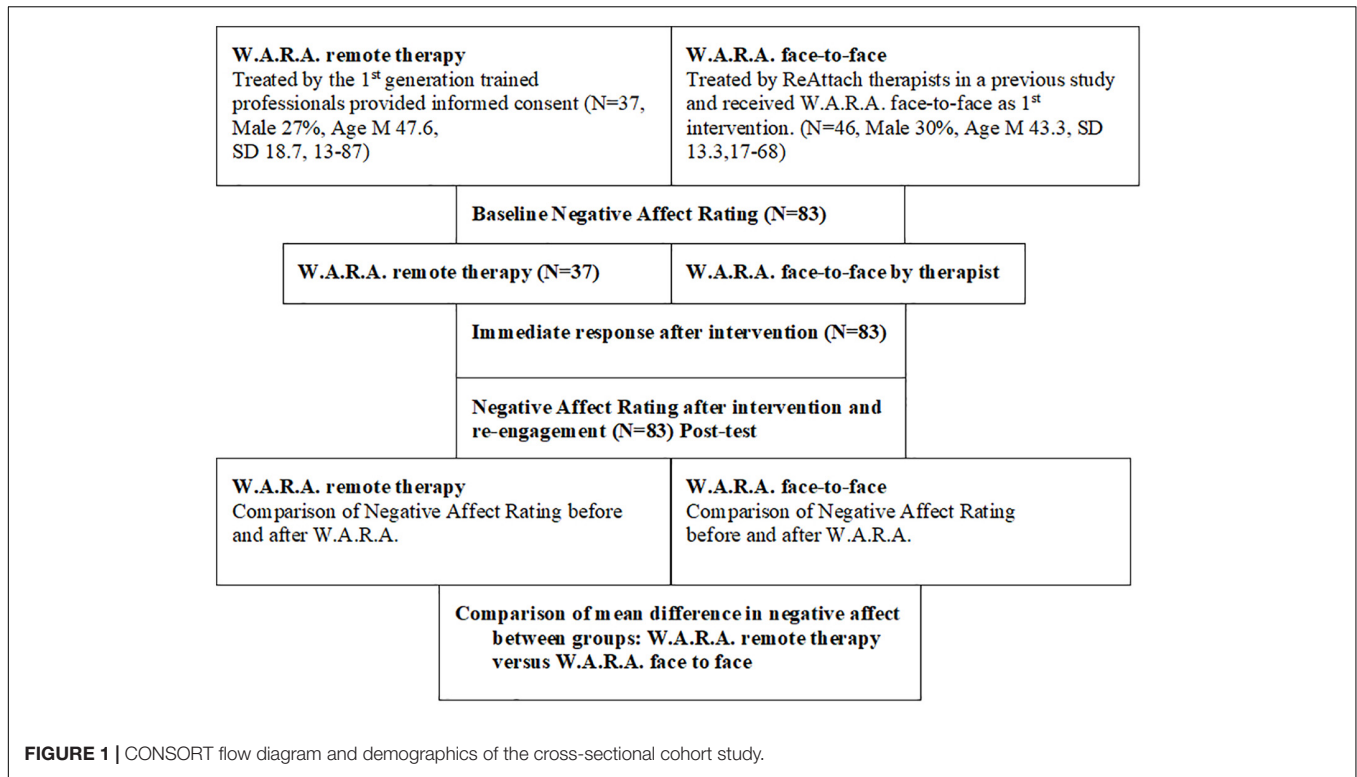 W.A.R.A. remote therapy
Treated by the 1st generation trained
professionals provided informed consent (N=37,
Male 27%, Age M 47.6,
SD 18.7, 13-87)
W.A.R.A. face-to-face
Treated by ReAttach therapists in a previous study
and received W.A.R.A. face-to-face as 1st
intervention. (N=46, Male 30%, Age M 43.3, SD
13.3,17-68)
Baseline Negative Affect Rating (N=83)
W.A.R.A. remote therapy (N=37)
W.A.R.A. face-to-face by therapist
Immediate response after intervention (N=83)
Negative Affect Rating after intervention and
re-engagement (N=83) Post-test
W.A.R.A. remote therapy
Comparison of Negative Affect Rating before
and after W.A.R.A.
W.A.R.A. face-to-face
Comparison of Negative Affect Rating
before and after W.A.R.A.
Comparison of mean difference in negative affect
between groups: W.A.R.A. remote therapy
versus W.A.R.A. face to face
FIGURE 1 | CONSORT flow diagram and demographics of the cross-sectional cohort study.